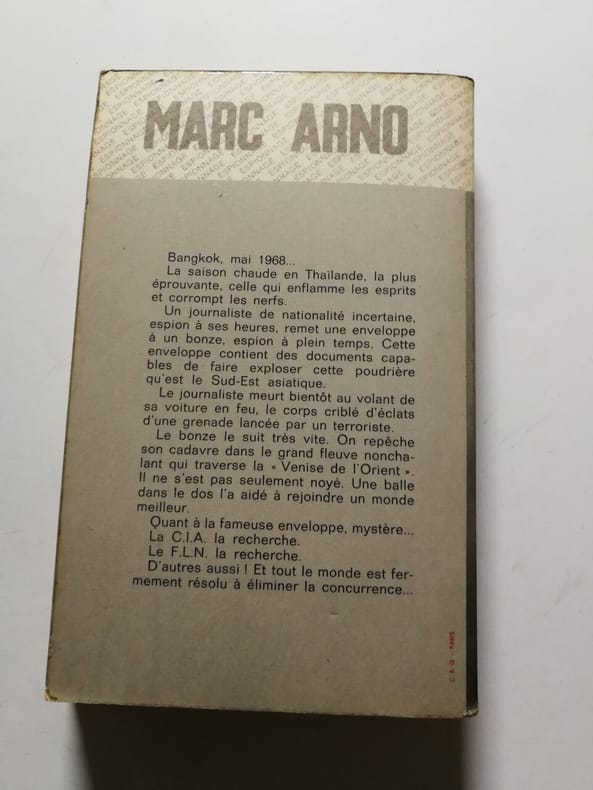 MARC ARNO
Bangkok, mai 1968...
La saison chaude en Thaïlande, la plus
éprouvante, celle qui enflamme les esprits
et corrompt les nerfs.
Un journaliste de nationalité incertaine,
espion à ses heures, remet une enveloppe
à un bonze, espion à plein temps. Cette
enveloppe contient des documents capa-
bles de faire exploser cette poudrière
qu'est le Sud-Est asiatique.
Le journaliste meurt bientôt au volant de
sa voiture en feu, le corps criblé d'éclats
d'une grenade lancée par un terroriste.
Le bonze le suit très vite. On repêche
son cadavre dans le grand fleuve noncha-
lant qui traverse la « Venise de l'Orient ».
Il ne s'est pas seulement noyé. Une balle
dans le dos l'a aidé à rejoindre un monde
meilleur.
Quant à la fameuse enveloppe, mystère...
La C.I.A. la recherche.
Le F.L.N. la recherche.
D'autres aussi ! Et tout le monde est fer-
mement résolu à éliminer la concurrence...
PARIS